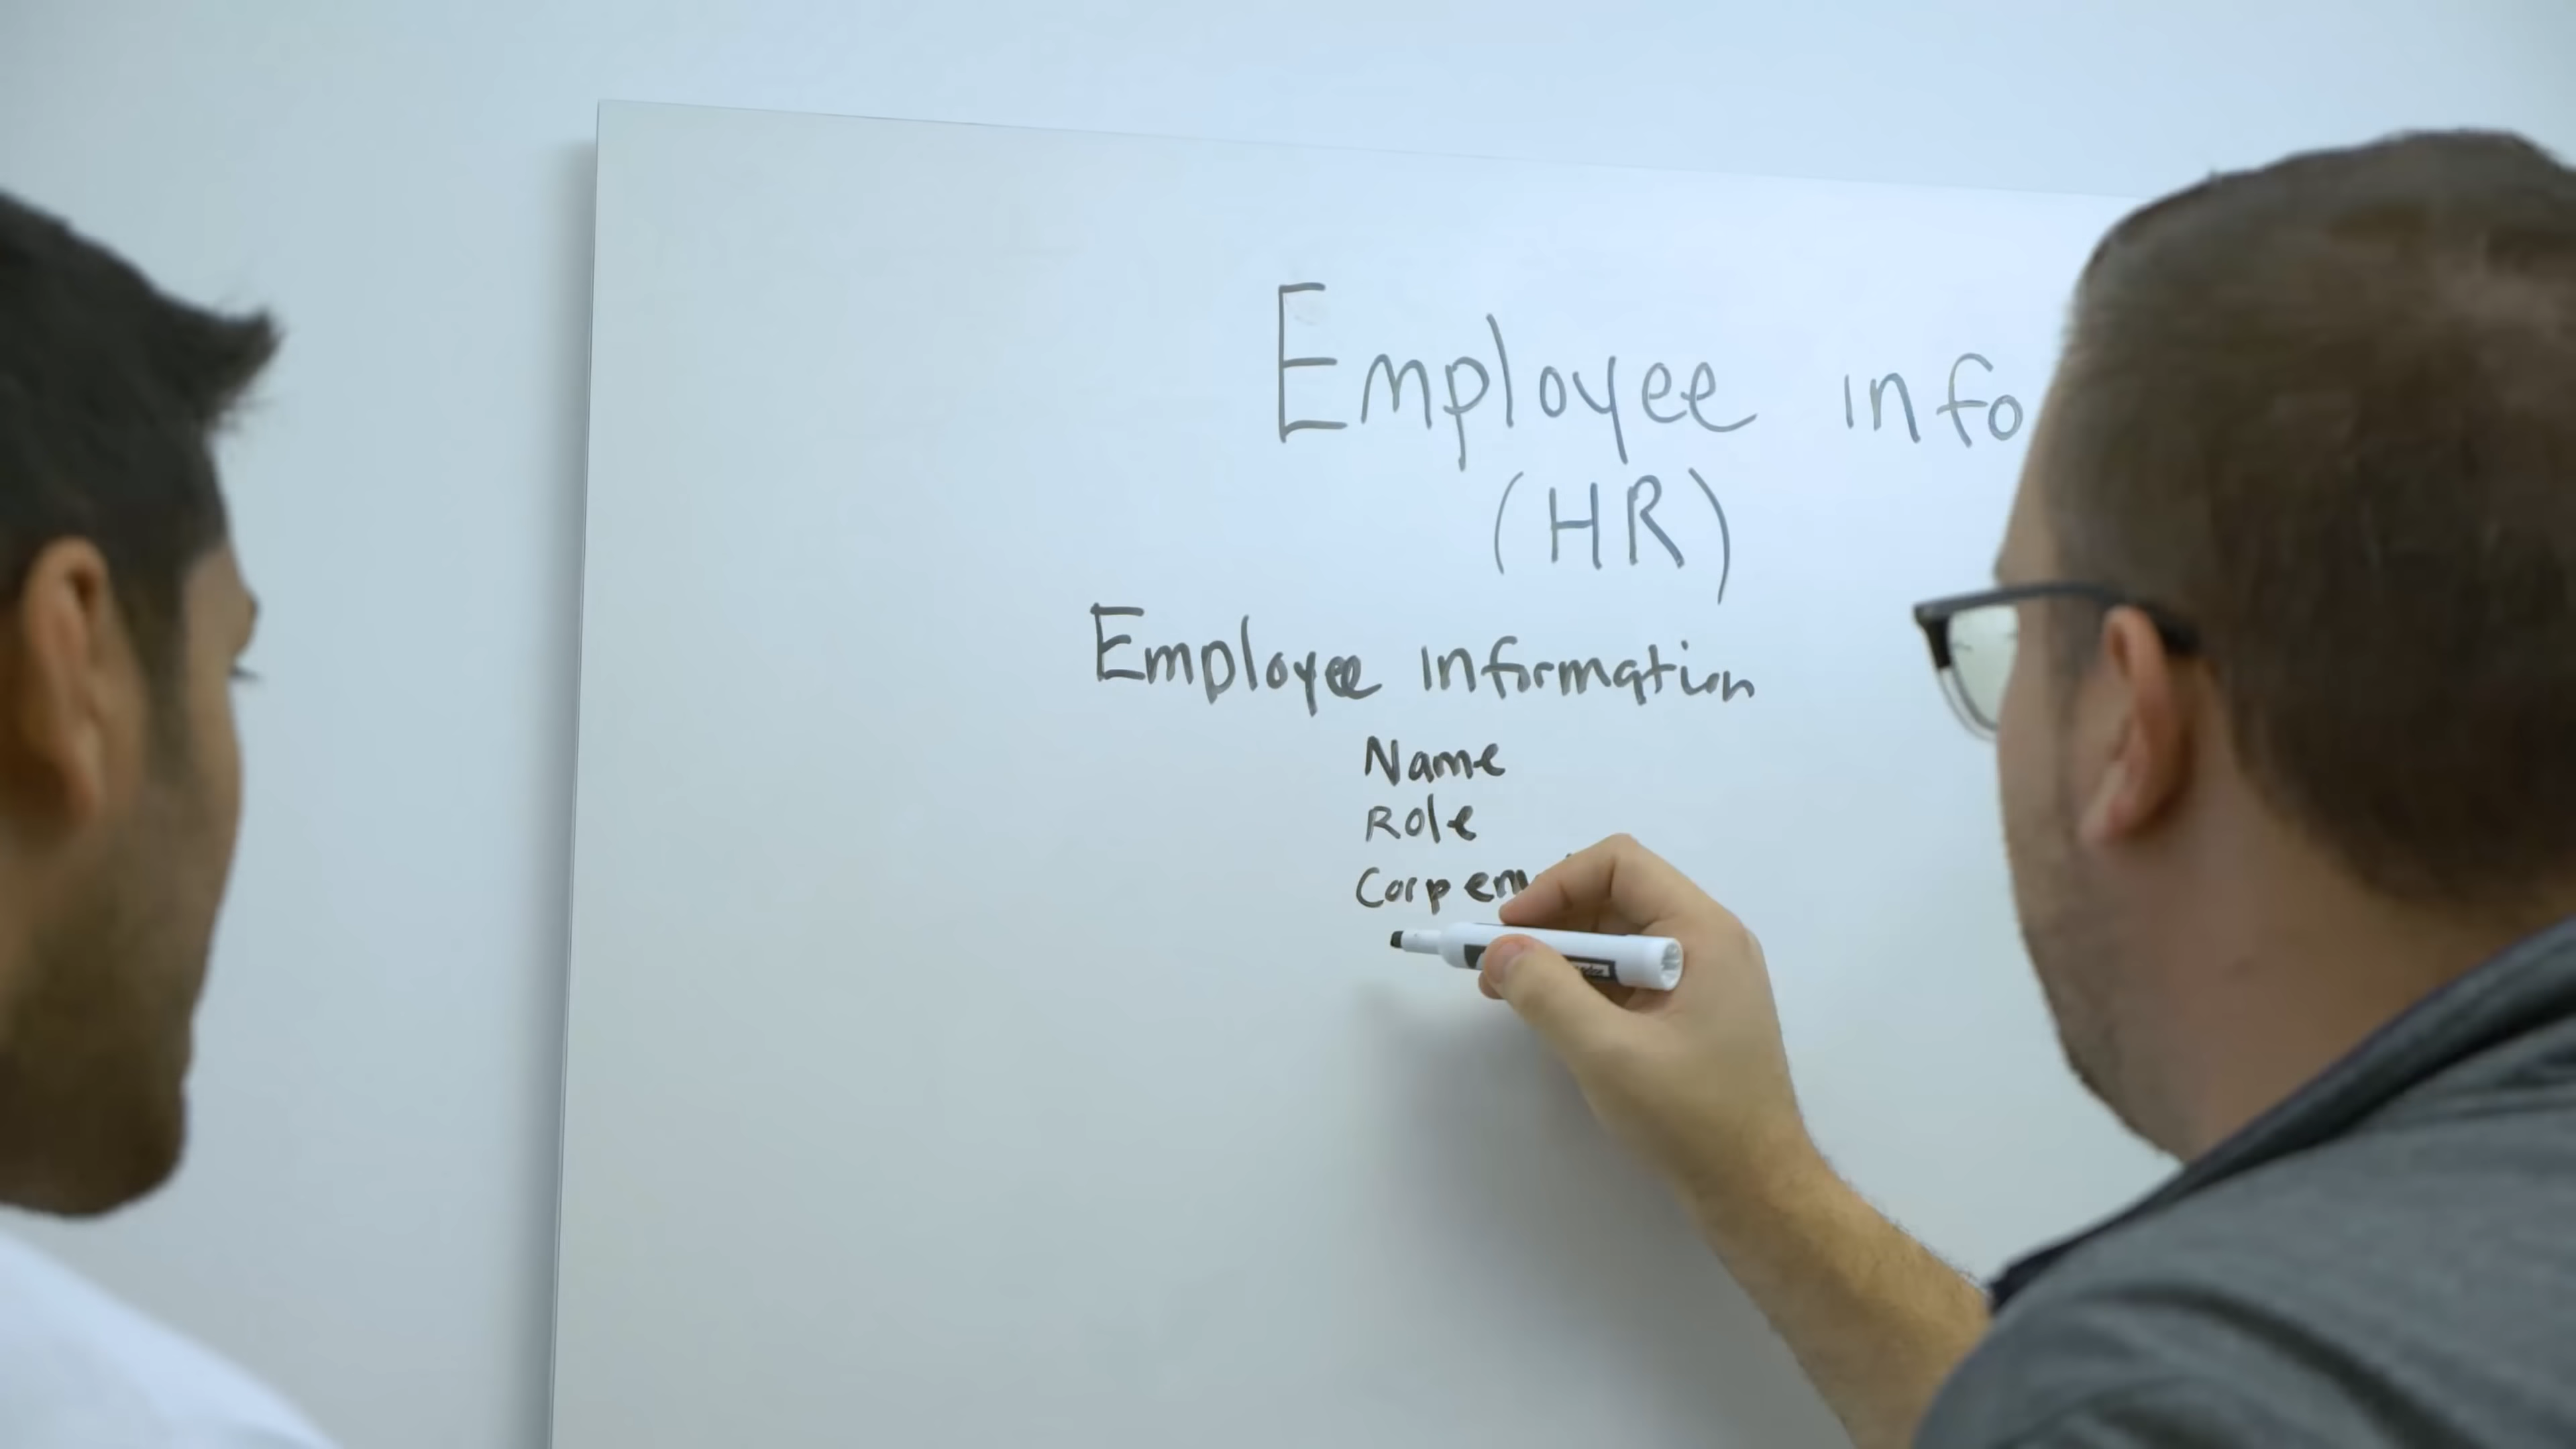 Employee info
(HR)
Employee information
Name
Role
Corp